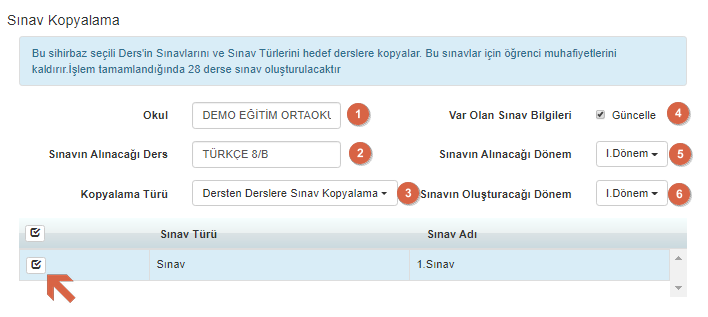 Sınav Kopyalama
Bu sihirbaz seçili Ders'in Sınavlarını ve Sınav Türlerini hedef derslere kopyalar. Bu sınavlar için öğrenci muhafiyetlerini
kaldırır.İşlem tamamlandığında 28 derse sınav oluşturulacaktır
Okul DEMO EĞİTİM ORTAOKU 1 Var Olan Sınav Bilgileri Güncelle 4
Sınavın Alınacağı Ders TÜRKÇE 8/B 2 Sınavın Alınacağı Dönem I.Dönem 5
Kopyalama Türü Dersten Derslere Sınav Kopyalama 3 Sınavın Oluşturacağı Dönem I.Dönem 6
Sınav Türü Sınav Adı
Sınav 1.Sınav